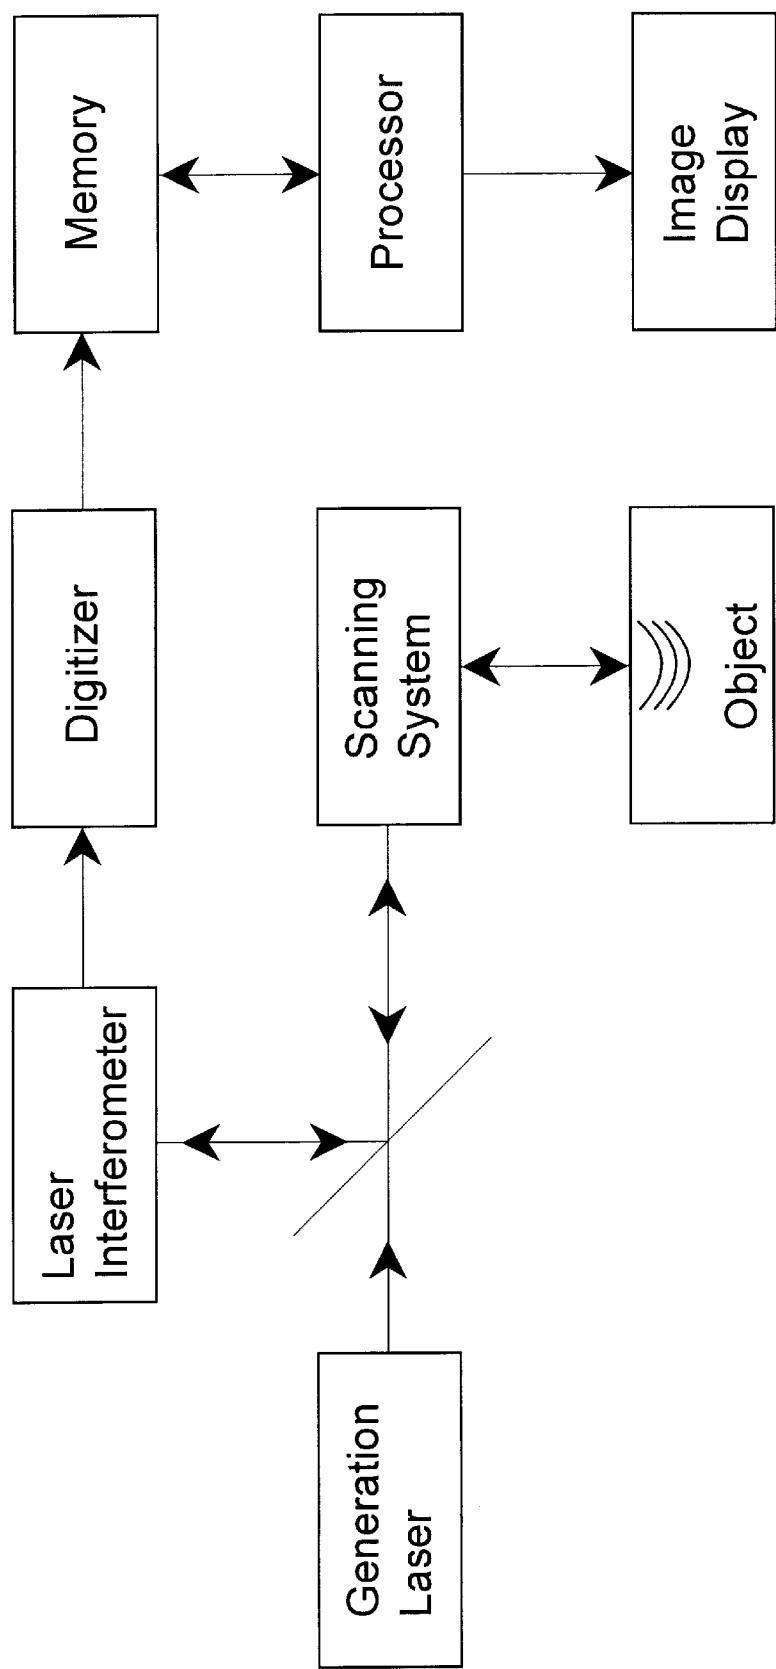 Laser
Interferometer
Digitizer
Memory
Generation
Laser
Scanning
System
Processor
Object
Image
Display